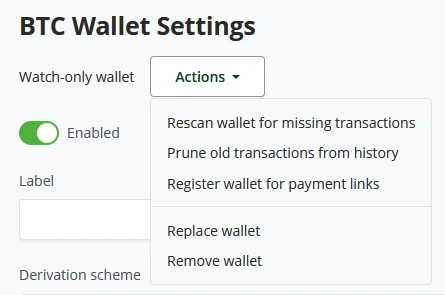 BTC Wallet Settings
Watch-only wallet Actions
Rescan wallet for missing transactions
Enabled
Prune old transactions from history
Register wallet for payment links
Label
Replace wallet
Remove wallet
Derivation scheme